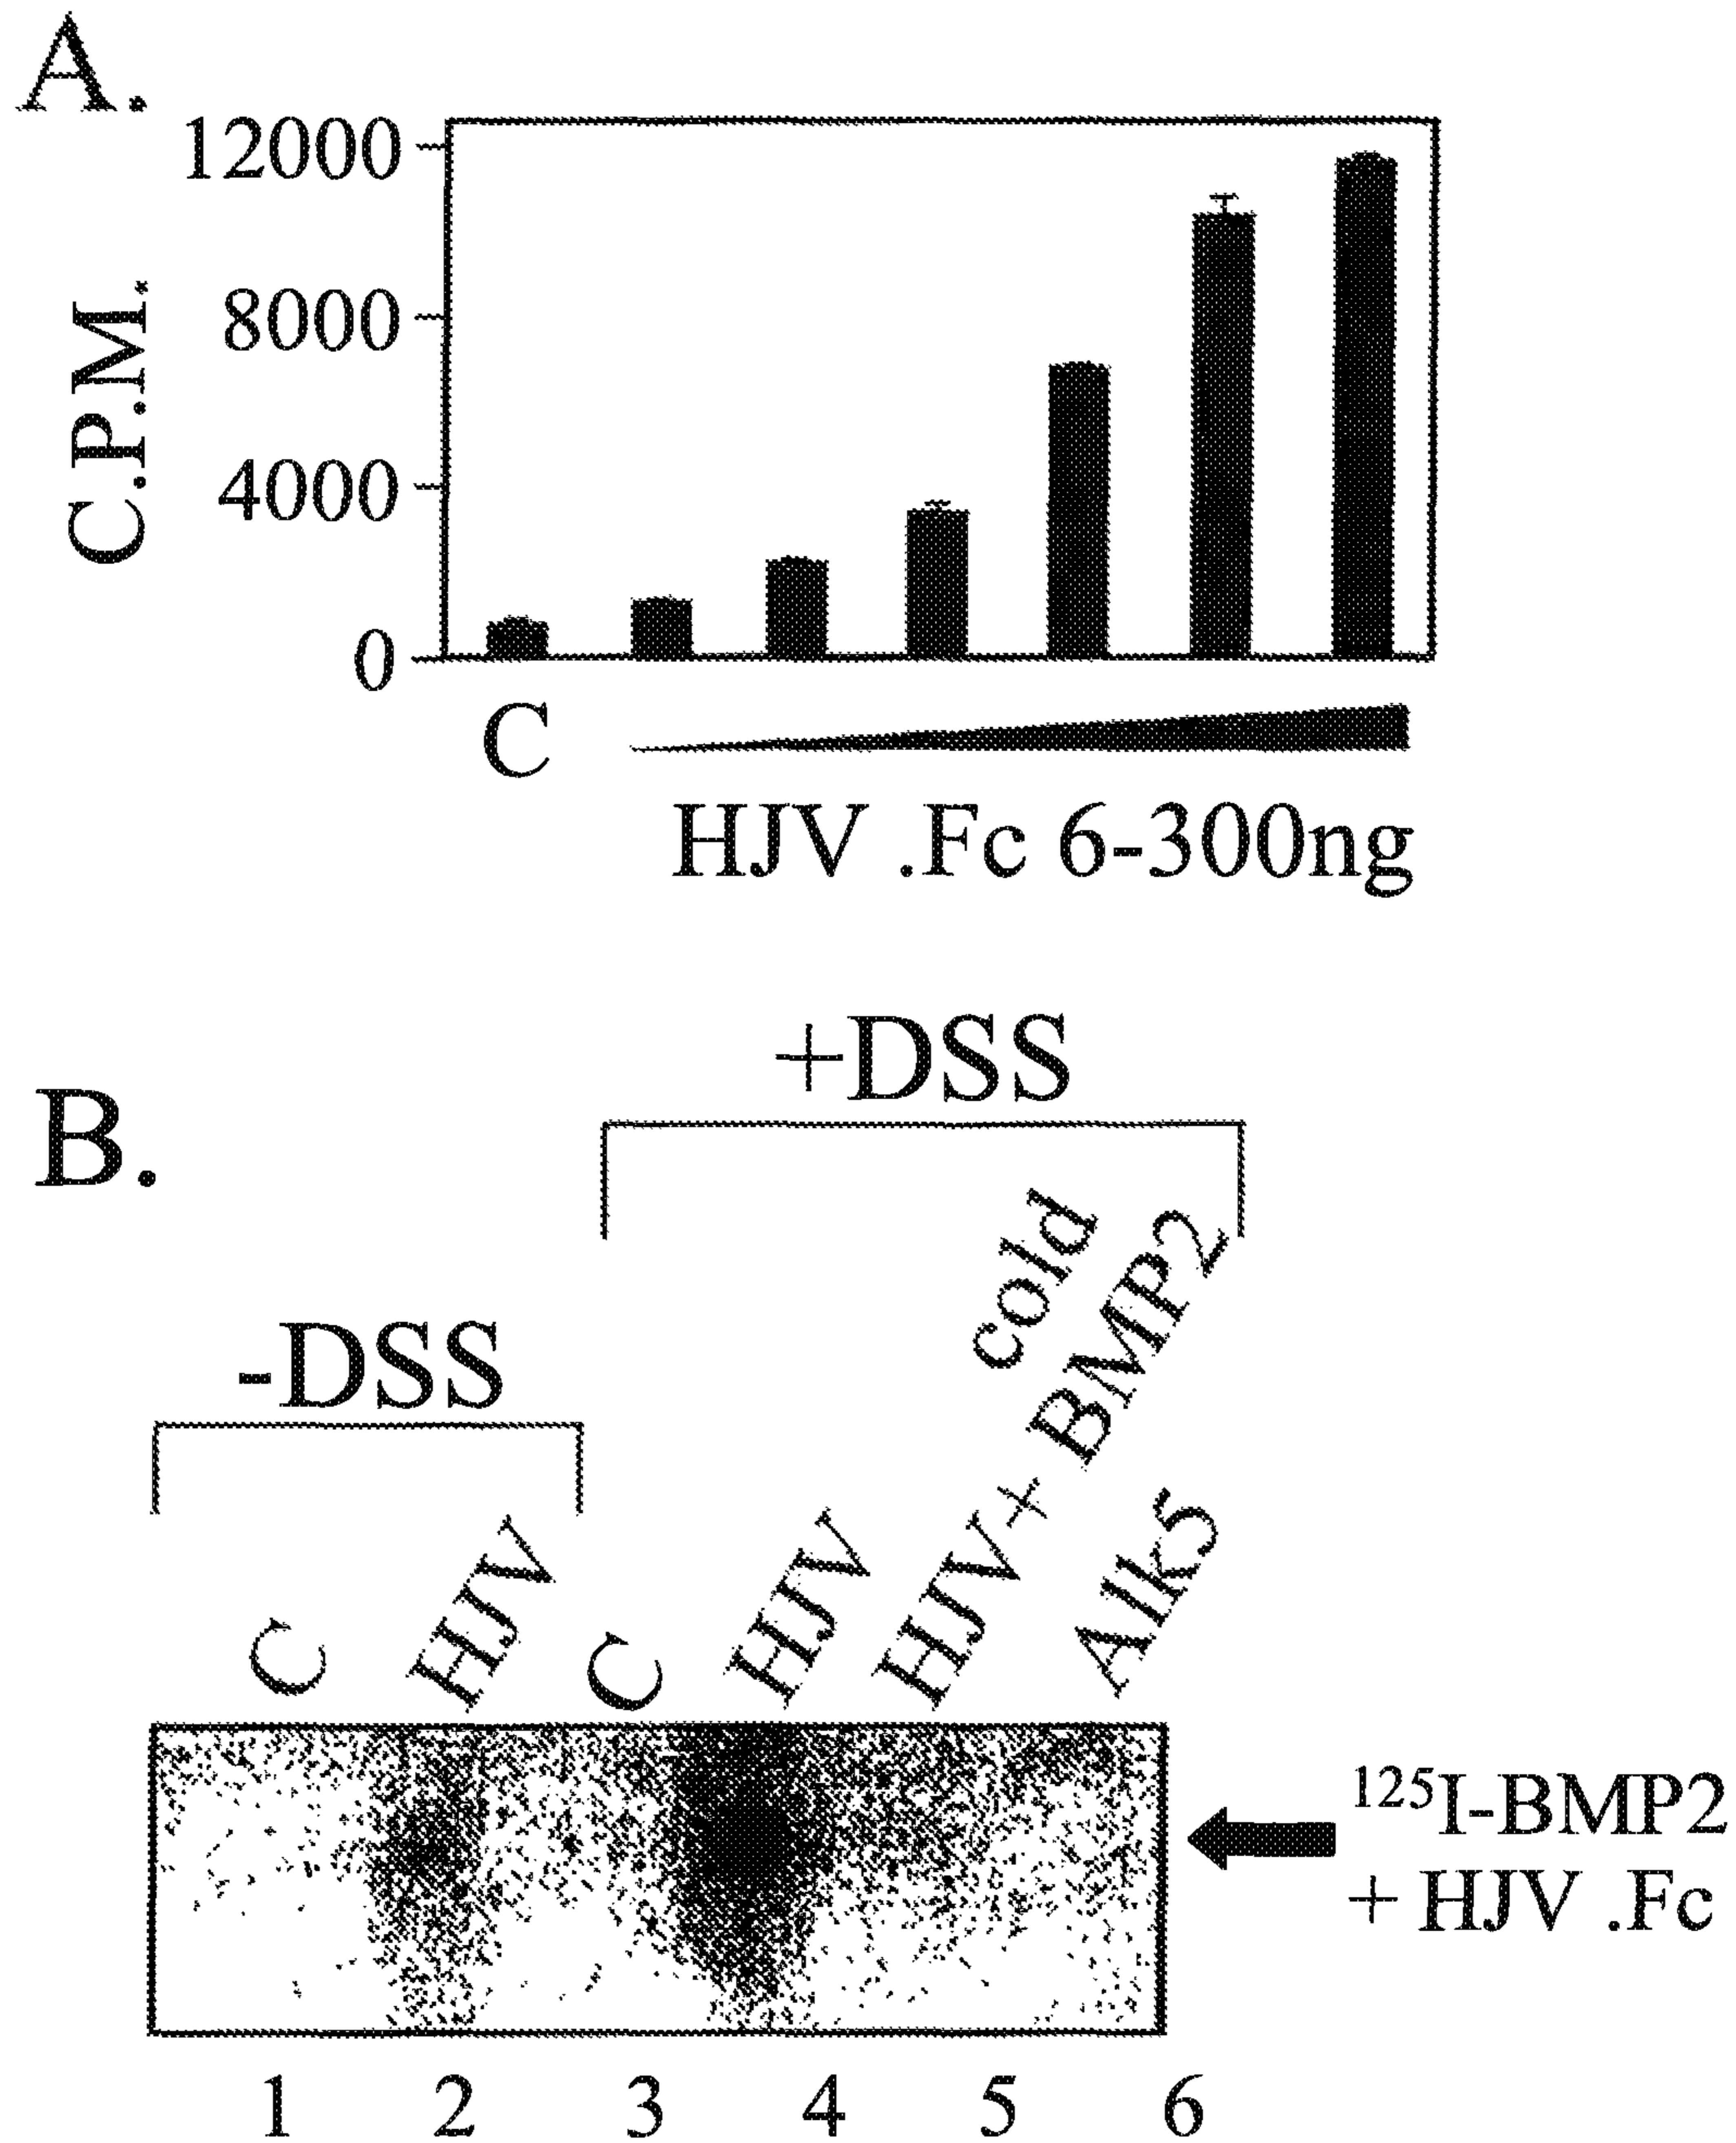 A.
12000
8000
4000
0
C.P.M.
C
HJV .Fc 6-300ng
B.
+DSS
-DSS
C
HJV
C
HJV
HJV+ cold BMP2
Alk5
¹²⁵I-BMP2
+ HJV .Fc
1 2 3 4 5 6